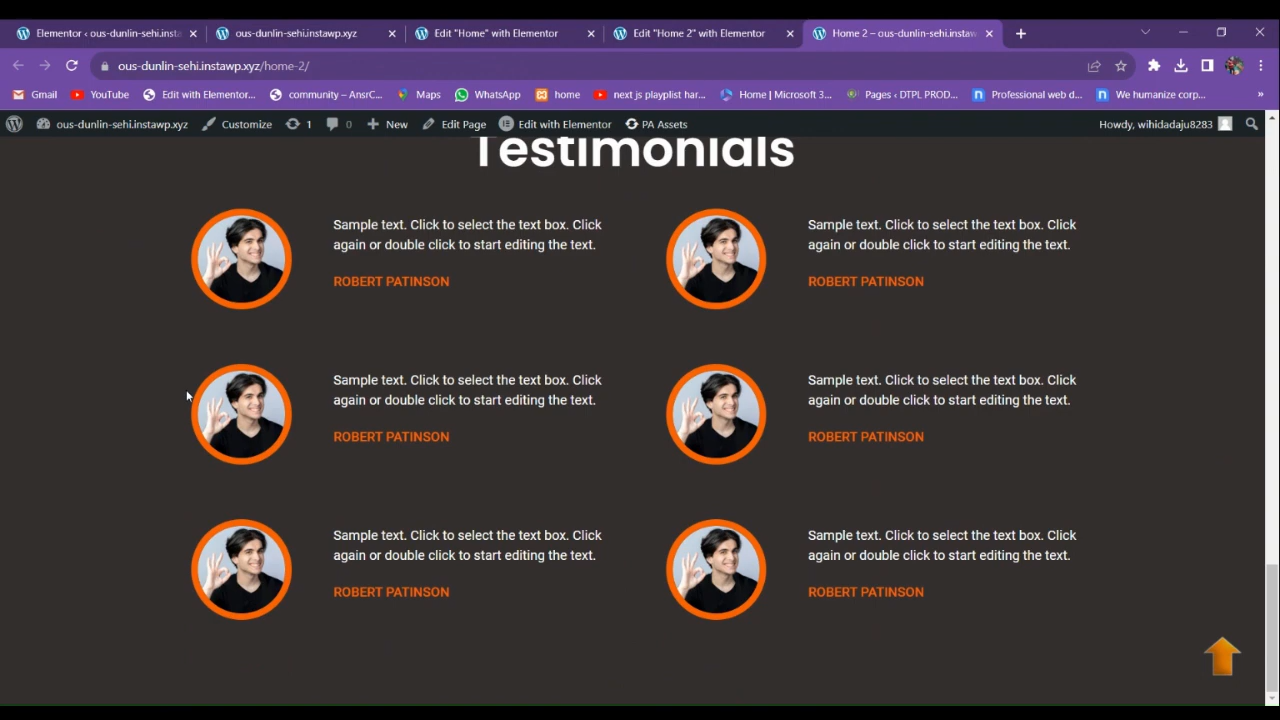 Elementor ‹ ous-dunlin-sehi.insta
ous-dunlin-sehi.instawp.xyz
Edit "Home" with Elementor
Edit "Home 2" with Elementor
Home 2 – ous-dunlin-sehi.instaw
ous-dunlin-sehi.instawp.xyz/home-2/
Gmail
YouTube
Edit with Elementor...
community – AnsrC...
Maps
WhatsApp
home
next js playplist har...
Home | Microsoft 3...
Pages ‹ DTPL PROD...
Professional web d...
We humanize corp...
»
ous-dunlin-sehi.instawp.xyz
Customize
1
0
New
Edit Page
Edit with Elementor
PA Assets
Howdy, wihidadaju8283
Testimonials
Sample text. Click to select the text box. Click
again or double click to start editing the text.
ROBERT PATINSON
Sample text. Click to select the text box. Click
again or double click to start editing the text.
ROBERT PATINSON
Sample text. Click to select the text box. Click
again or double click to start editing the text.
ROBERT PATINSON
Sample text. Click to select the text box. Click
again or double click to start editing the text.
ROBERT PATINSON
Sample text. Click to select the text box. Click
again or double click to start editing the text.
ROBERT PATINSON
Sample text. Click to select the text box. Click
again or double click to start editing the text.
ROBERT PATINSON